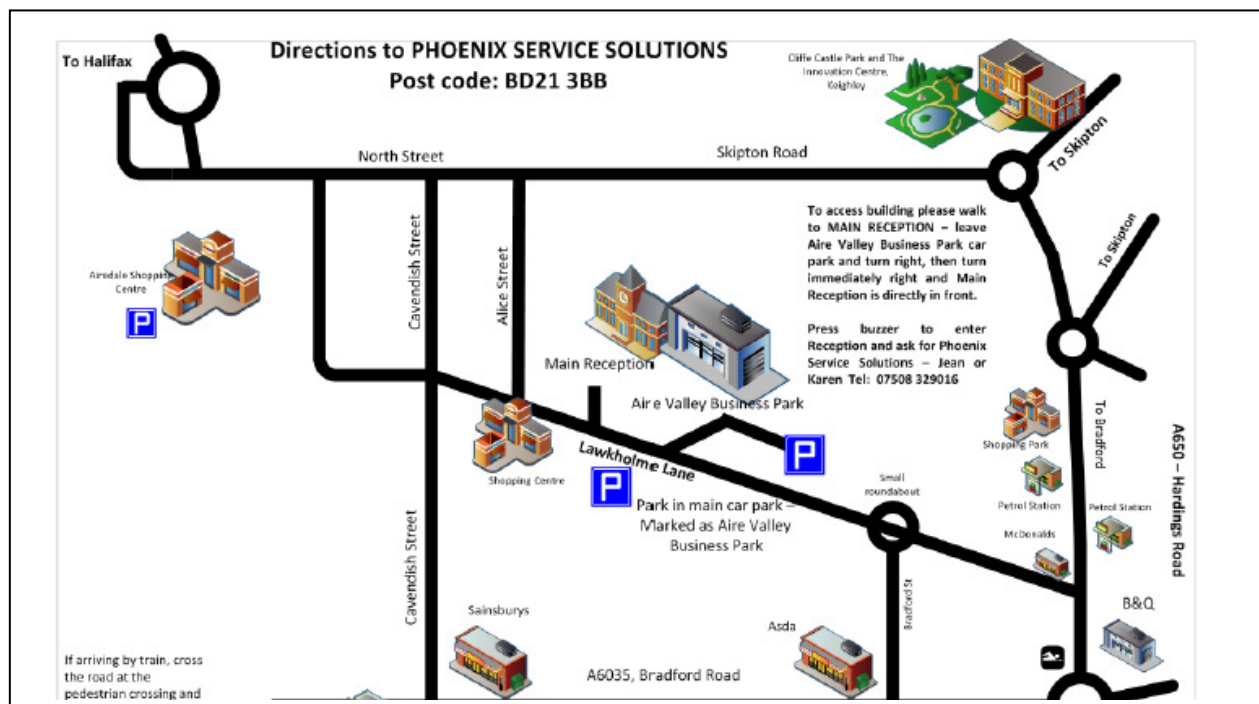 Directions to PHOENIX SERVICE SOLUTIONS
Post code: BD21 3BB
To Halifax
Cliffe Castle Park and The
Innovation Centre,
Keighley
To Skipton
North Street
Skipton Road
To access building please walk
to MAIN RECEPTION – leave
Aire Valley Business Park car
park and turn right, then turn
immediately right and Main
Reception is directly in front.
Press buzzer to enter
Reception and ask for Phoenix
Service Solutions – Jean or
Karen Tel: 07508 329016
To Skipton
Airedale Shopping
Centre
P
Cavendish Street
Alice Street
Main Reception
Aire Valley Business Park
P
Lawkholme Lane
Shopping Centre
P
Park in main car park –
Marked as Aire Valley
Business Park
Small
roundabout
Shopping Park
To Bradford
Petrol Station
Petrol Station
McDonalds
A650 – Hardings Road
B&Q
Cavendish Street
Bradford St
Sainsburys
Asda
A6035, Bradford Road
If arriving by train, cross
the road at the
pedestrian crossing and